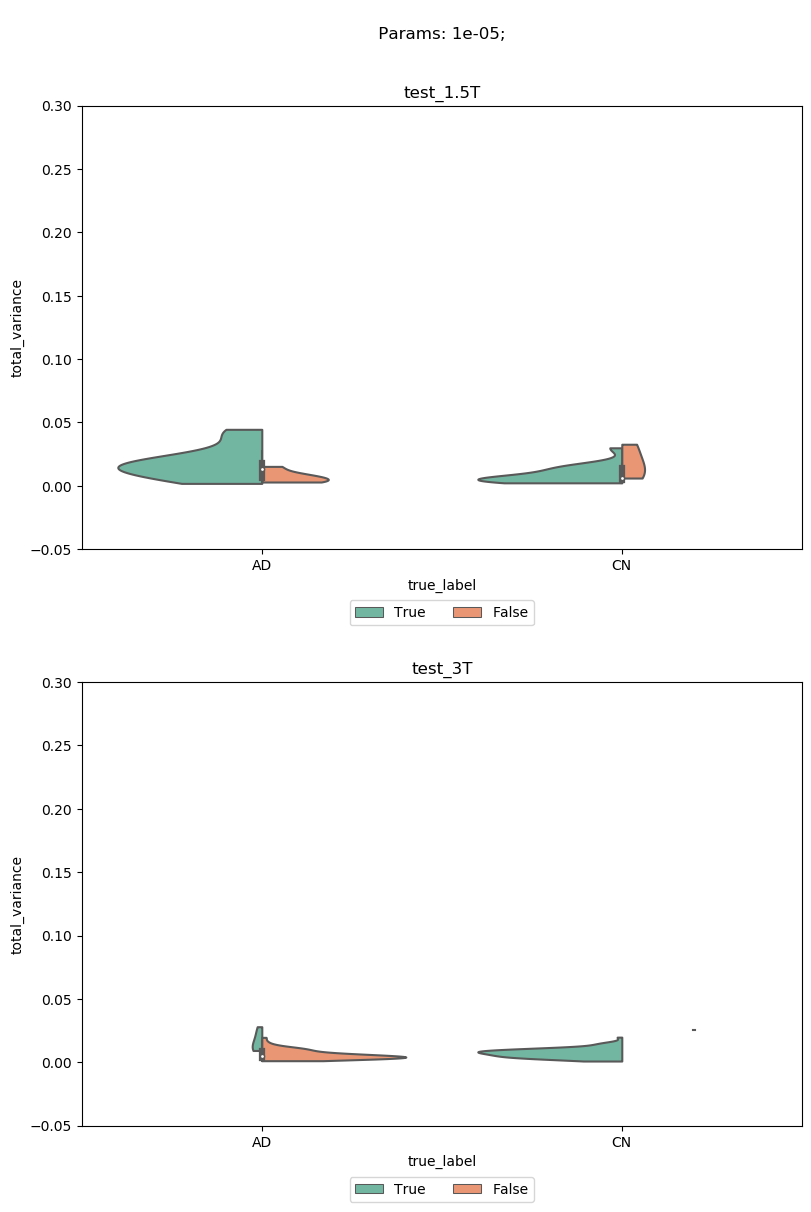 Params: 1e-05;
test_1.5T
0.30
0.25
0.20
0.15
0.10
0.05
0.00
−0.05
total_variance
AD CN
true_label
True False
test_3T
0.30
0.25
0.20
0.15
0.10
0.05
0.00
−0.05
total_variance
AD CN
true_label
True False